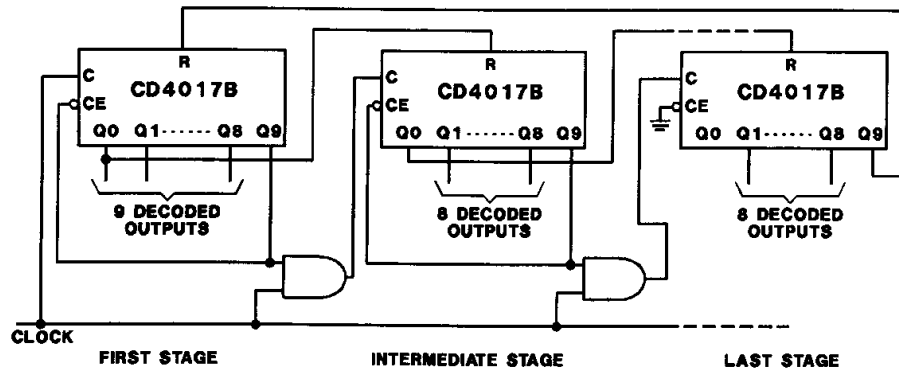 R
C
CD4017B
CE
Q0 Q1 ------ Q8 Q9
9 DECODED
OUTPUTS
R
C
CD4017B
CE
Q0 Q1 ------ Q8 Q9
8 DECODED
OUTPUTS
R
C
CD4017B
CE
Q0 Q1 ------ Q8 Q9
8 DECODED
OUTPUTS
CLOCK
FIRST STAGE
INTERMEDIATE STAGE
LAST STAGE